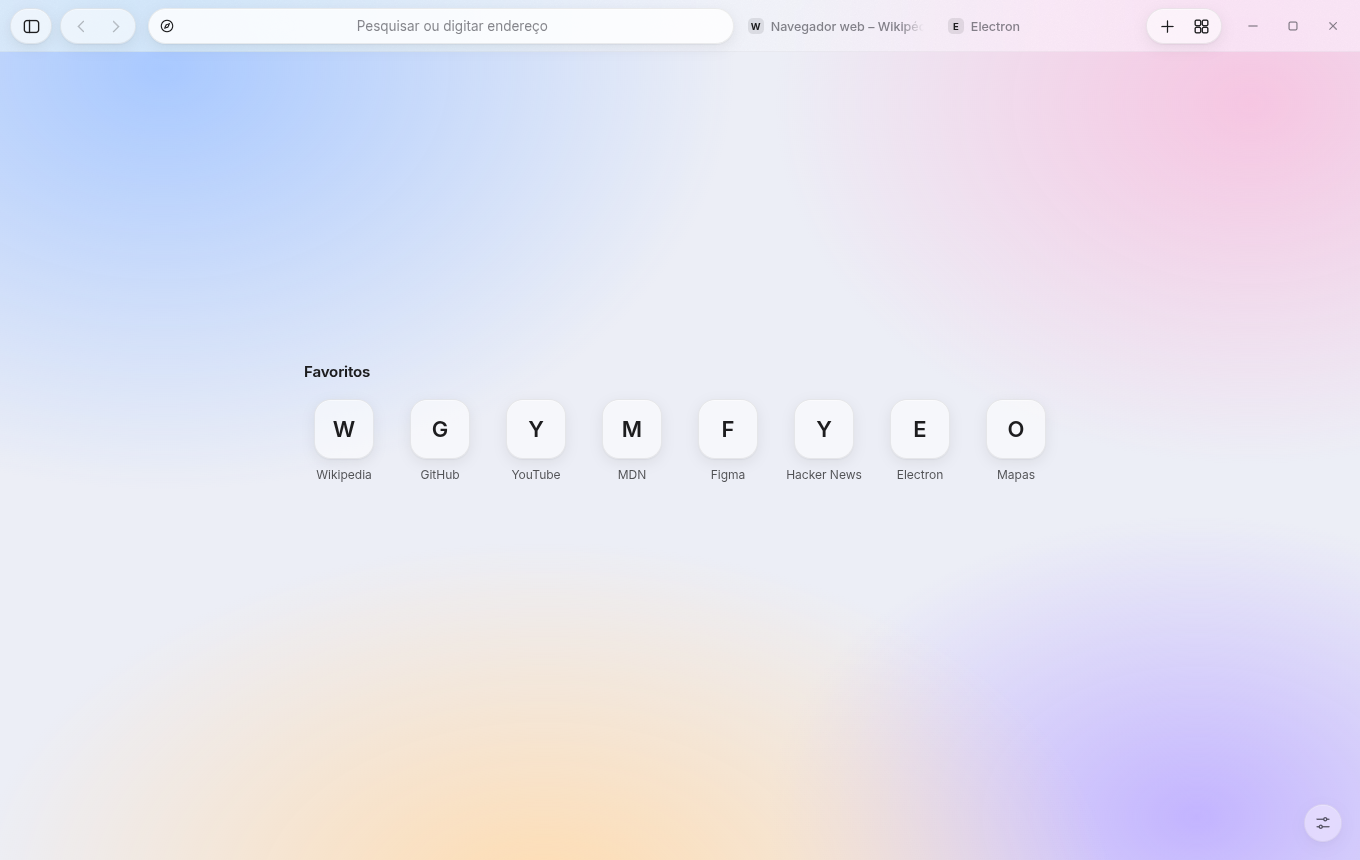 Pesquisar ou digitar endereço
W Navegador web – Wikipé
E Electron
Favoritos
W G Y M F Y E O
Wikipedia GitHub YouTube MDN Figma Hacker News Electron Mapas